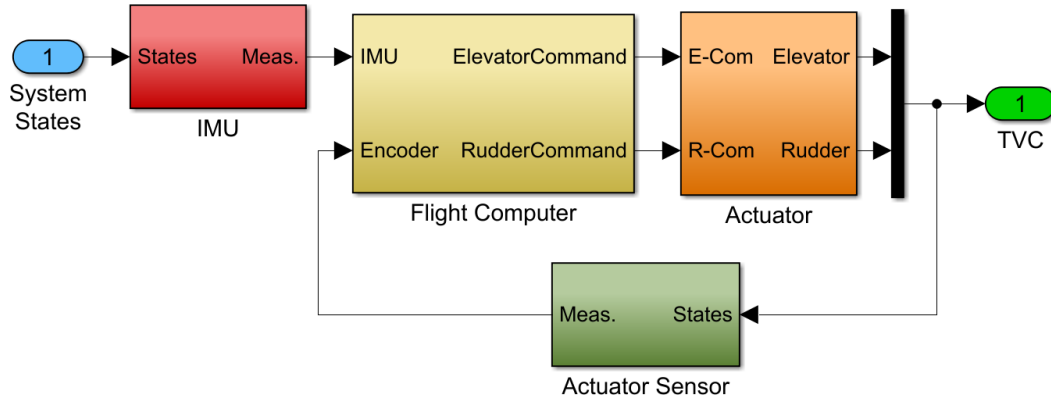 1
System
States
States
Meas.
IMU
IMU
ElevatorCommand
Encoder
RudderCommand
Flight Computer
E-Com
Elevator
R-Com
Rudder
Actuator
1
TVC
Meas.
States
Actuator Sensor